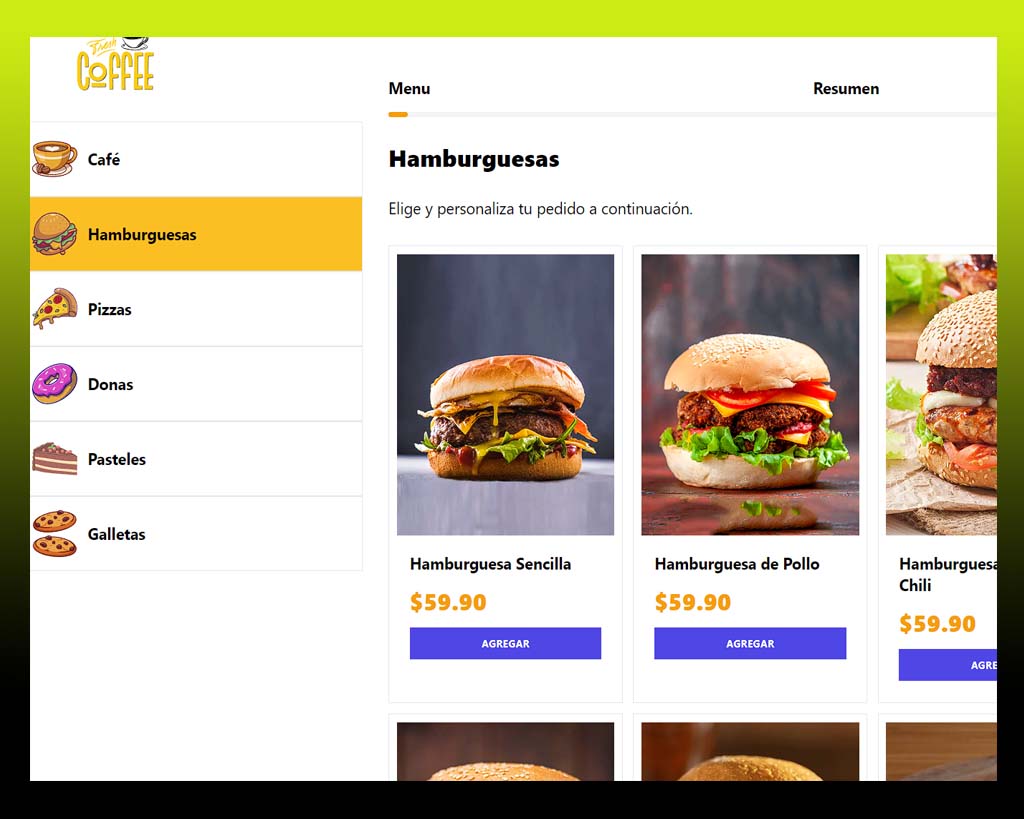 Fresh
COFFEE
Menu
Resumen
Café
Hamburguesas
Pizzas
Donas
Pasteles
Galletas
Hamburguesas
Elige y personaliza tu pedido a continuación.
Hamburguesa Sencilla
$59.90
AGREGAR
Hamburguesa de Pollo
$59.90
AGREGAR
Hamburguesa
Chili
$59.90
AGRE